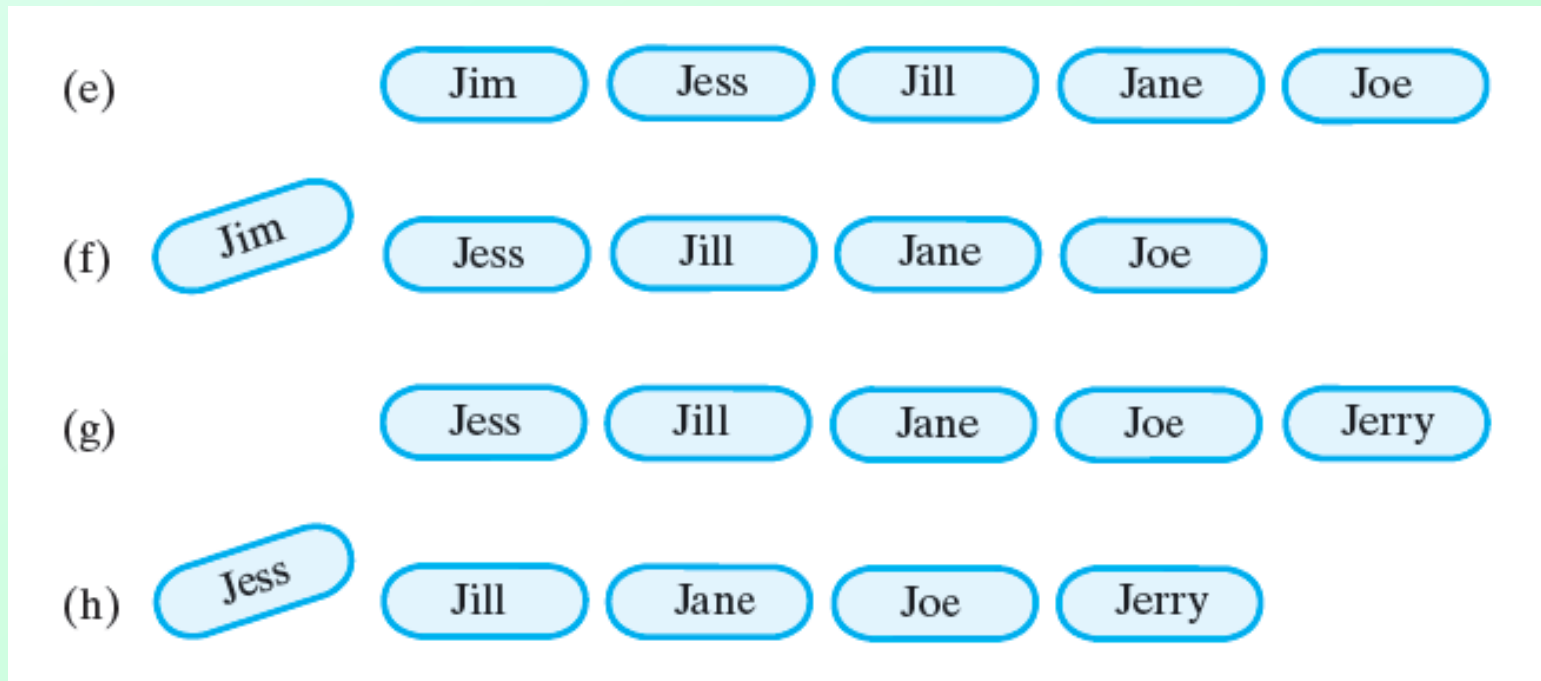 (e) Jim Jess Jill Jane Joe
(f) Jim Jess Jill Jane Joe
(g) Jess Jill Jane Joe Jerry
(h) Jess Jill Jane Joe Jerry